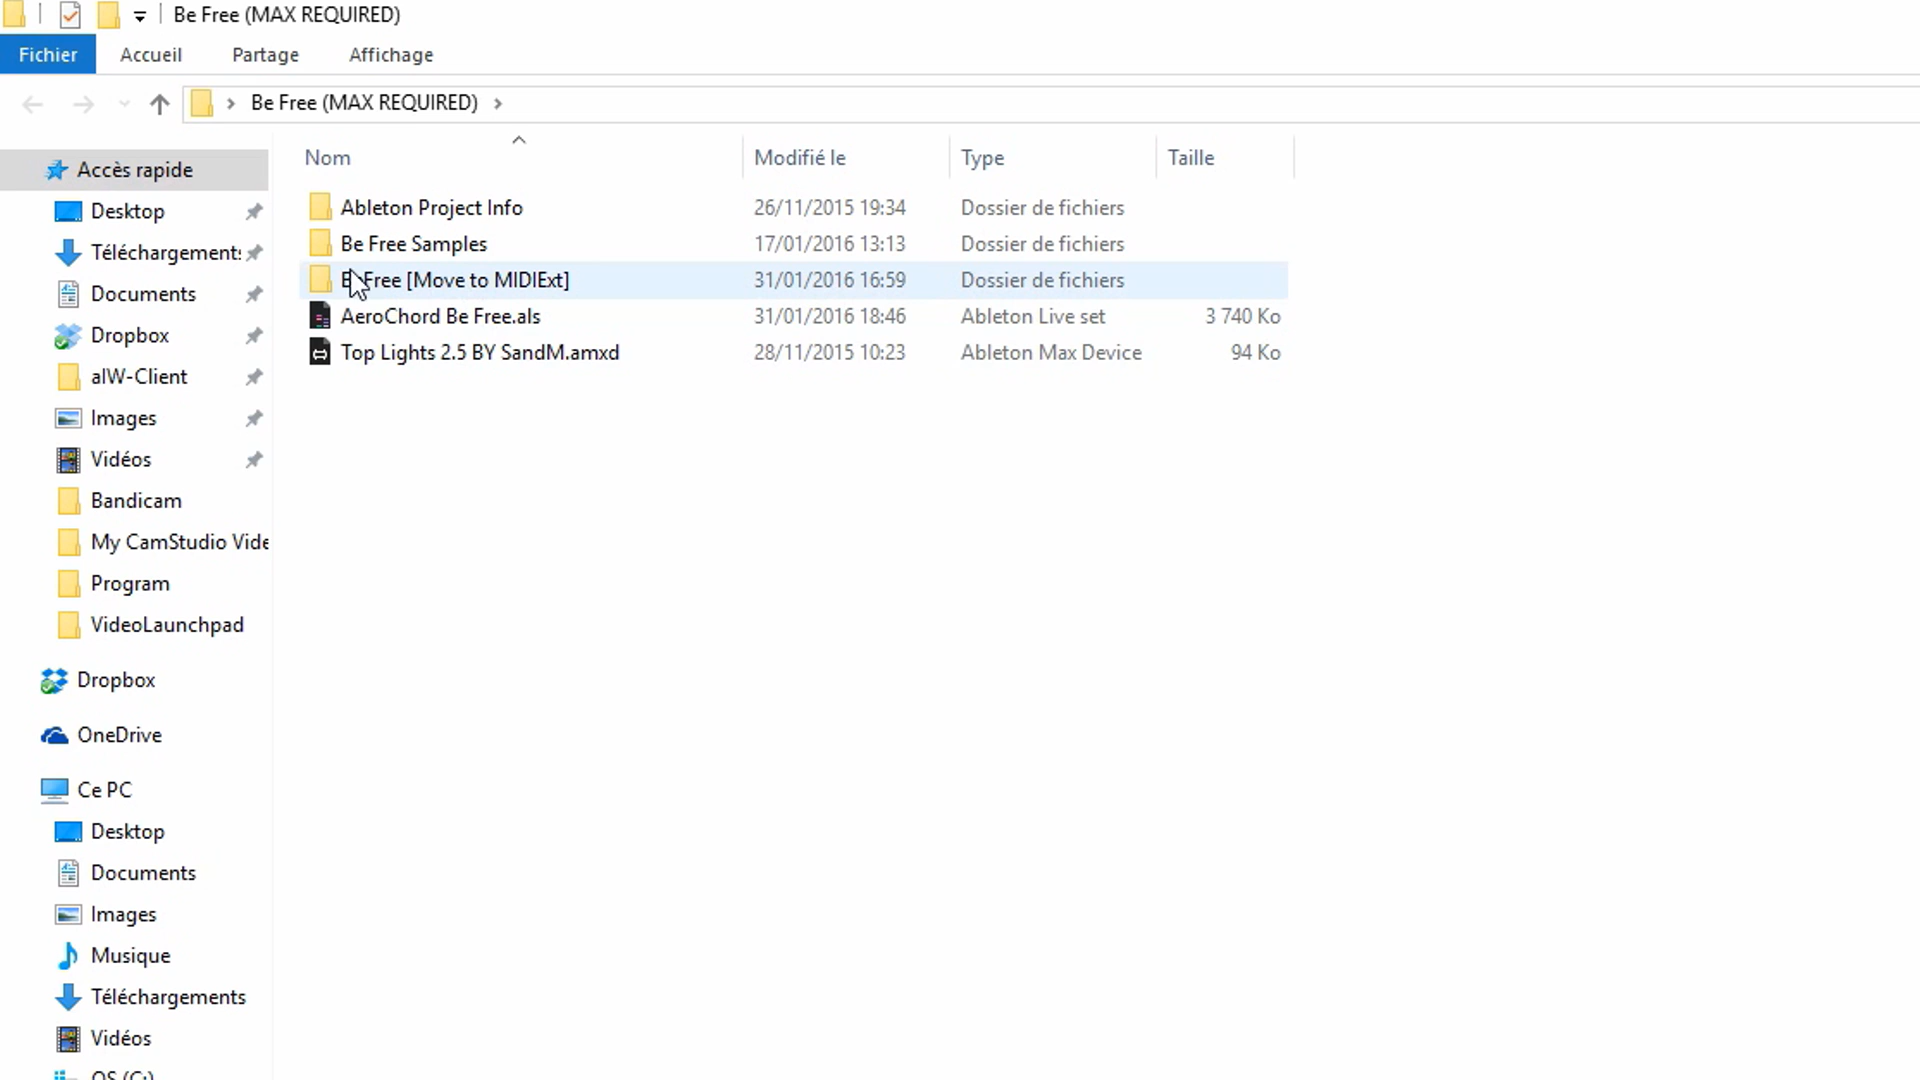 Be Free (MAX REQUIRED)
Fichier Accueil Partage Affichage
Be Free (MAX REQUIRED)
Nom Modifié le Type Taille
Ableton Project Info 26/11/2015 19:34 Dossier de fichiers
Be Free Samples 17/01/2016 13:13 Dossier de fichiers
Be Free [Move to MIDIExt] 31/01/2016 16:59 Dossier de fichiers
AeroChord Be Free.als 31/01/2016 18:46 Ableton Live set 3 740 Ko
Top Lights 2.5 BY SandM.amxd 28/11/2015 10:23 Ableton Max Device 94 Ko
Accès rapide
Desktop
Téléchargements
Documents
Dropbox
aIW-Client
Images
Vidéos
Bandicam
My CamStudio Vide
Program
VideoLaunchpad
Dropbox
OneDrive
Ce PC
Desktop
Documents
Images
Musique
Téléchargements
Vidéos
OS (C:)